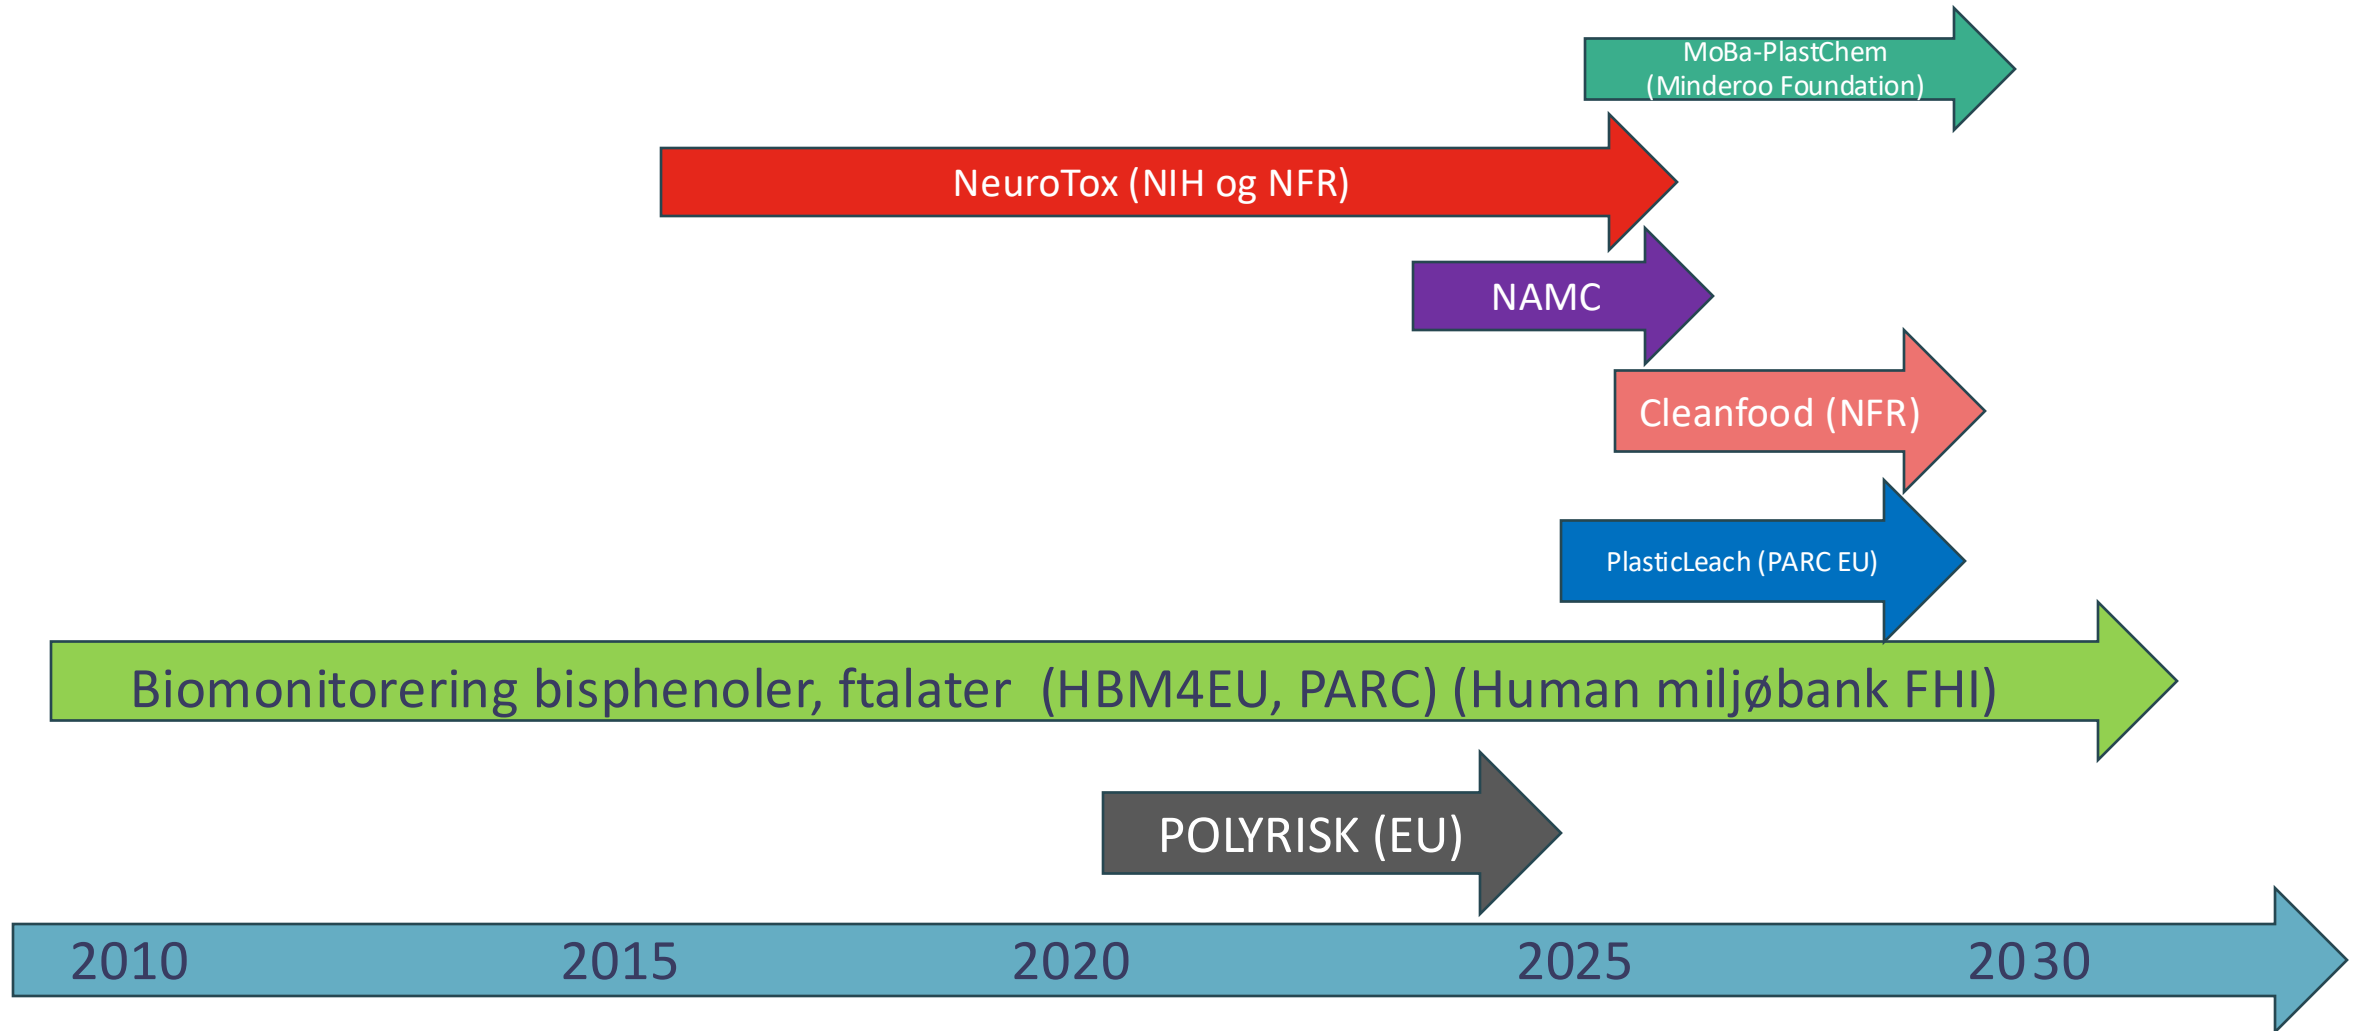 MoBa-PlastChem
(Minderoo Foundation)
NeuroTox (NIH og NFR)
NAMC
Cleanfood (NFR)
PlasticLeach (PARC EU)
Biomonitorering bisphenoler, ftalater  (HBM4EU, PARC) (Human miljøbank FHI)
POLYRISK (EU)
2010 2015 2020 2025 2030